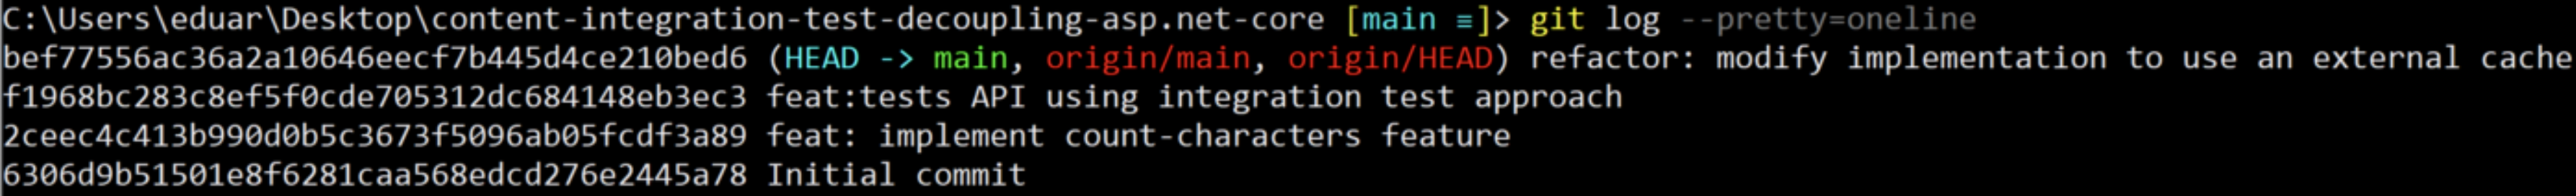 C:\Users\eduar\Desktop\content-integration-test-decoupling-asp.net-core [main ≡]> git log --pretty=oneline
bef77556ac36a2a10646eecf7b445d4ce210bed6 (HEAD -> main, origin/main, origin/HEAD) refactor: modify implementation to use an external cache
f1968bc283c8ef5f0cde705312dc684148eb3ec3 feat:tests API using integration test approach
2ceec4c413b990d0b5c3673f5096ab05fcdf3a89 feat: implement count-characters feature
6306d9b51501e8f6281caa568edcd276e2445a78 Initial commit